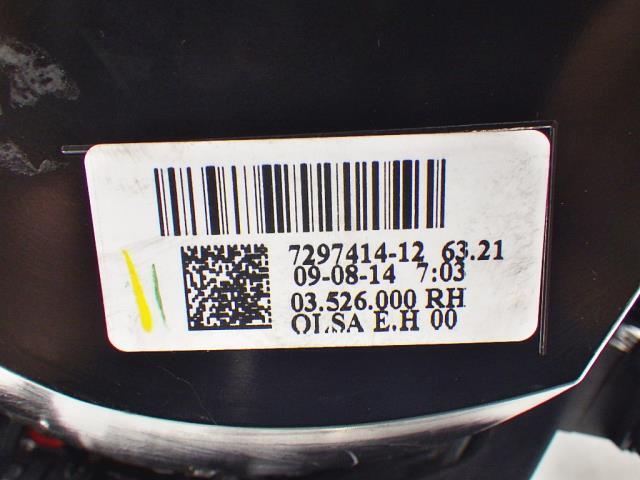 7297414-12 63.21
09-08-14 7:03
03.526.000 RH
OLSA E.H 00